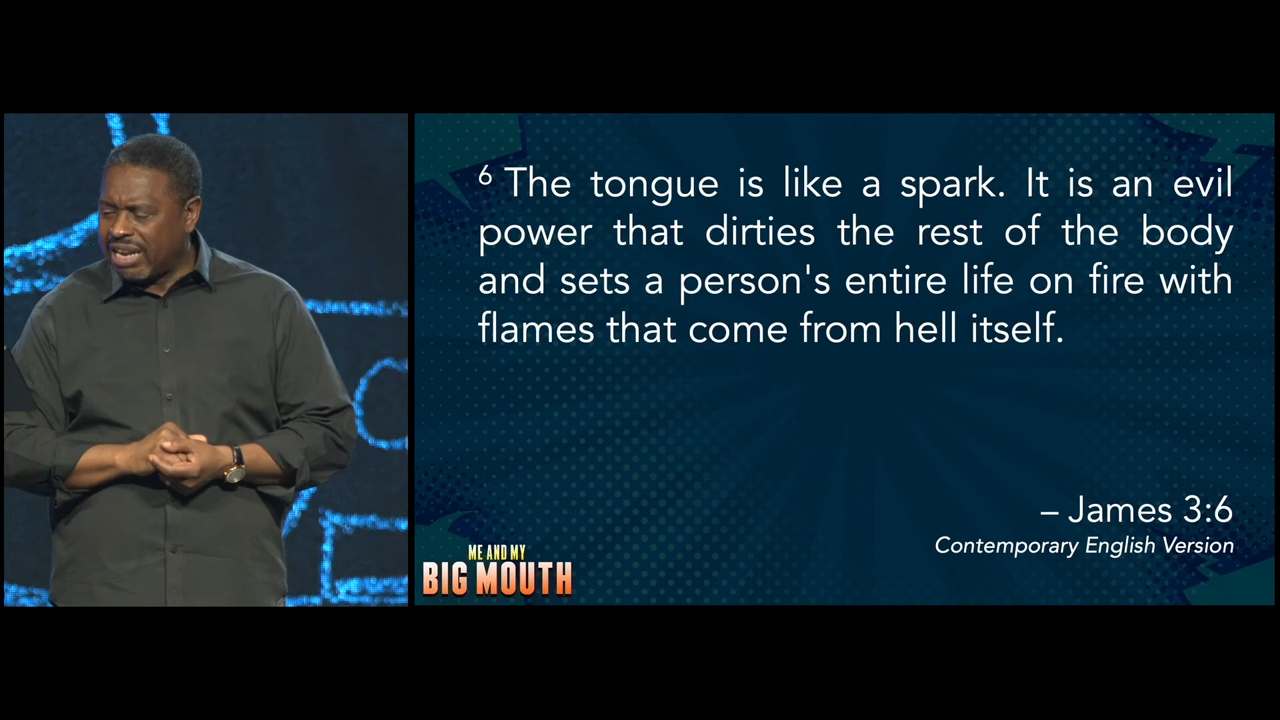 ⁶ The tongue is like a spark. It is an evil
power that dirties the rest of the body
and sets a person's entire life on fire with
flames that come from hell itself.
– James 3:6
Contemporary English Version
ME AND MY
BIG MOUTH